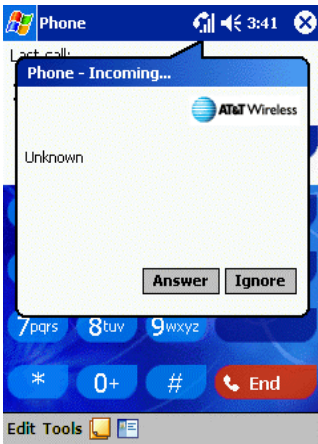 Phone 3:41
Last call:
Phone - Incoming...
AT&T Wireless
Unknown
Answer Ignore
7pqrs 8tuv 9wxyz
* 0+ # End
Edit Tools